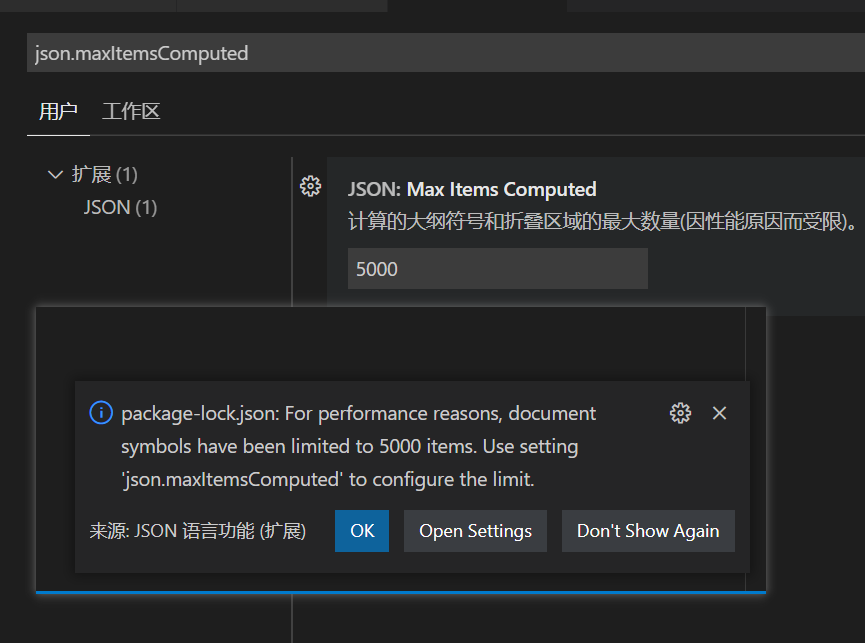 json.maxItemsComputed
用户 工作区
扩展 (1)
JSON (1)
JSON: Max Items Computed
计算的大纲符号和折叠区域的最大数量(因性能原因而受限)。
5000
package-lock.json: For performance reasons, document
symbols have been limited to 5000 items. Use setting
'json.maxItemsComputed' to configure the limit.
来源: JSON 语言功能 (扩展) OK Open Settings Don't Show Again